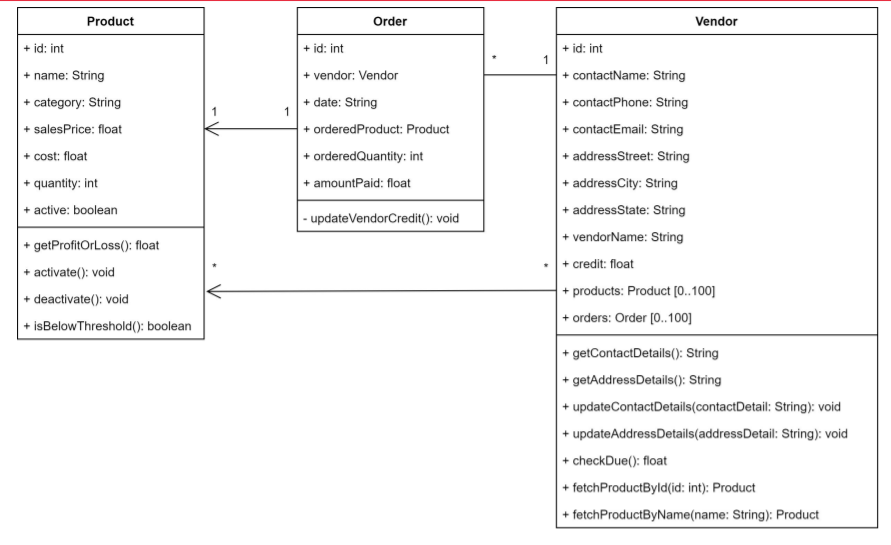 Product
+ id: int
+ name: String
+ category: String
+ salesPrice: float
+ cost: float
+ quantity: int
+ active: boolean
+ getProfitOrLoss(): float
+ activate(): void
+ deactivate(): void
+ isBelowThreshold(): boolean
1
1
Order
+ id: int
+ vendor: Vendor
+ date: String
+ orderedProduct: Product
+ orderedQuantity: int
+ amountPaid: float
- updateVendorCredit(): void
*
1
*
*
Vendor
+ id: int
+ contactName: String
+ contactPhone: String
+ contactEmail: String
+ addressStreet: String
+ addressCity: String
+ addressState: String
+ vendorName: String
+ credit: float
+ products: Product [0..100]
+ orders: Order [0..100]
+ getContactDetails(): String
+ getAddressDetails(): String
+ updateContactDetails(contactDetail: String): void
+ updateAddressDetails(addressDetail: String): void
+ checkDue(): float
+ fetchProductById(id: int): Product
+ fetchProductByName(name: String): Product